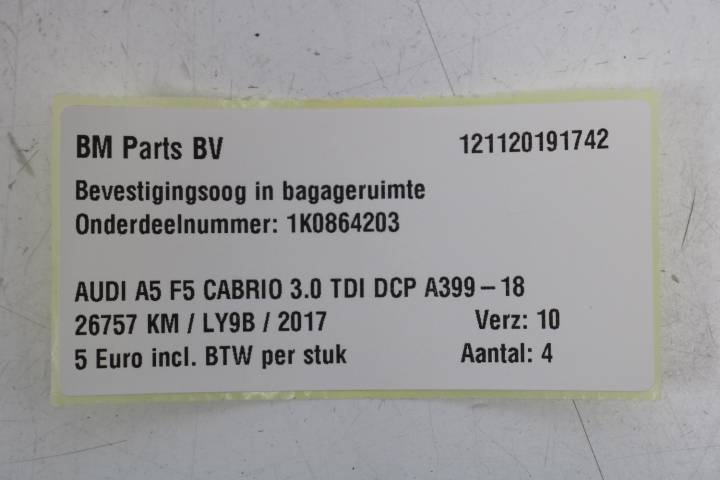 BM Parts BV 121120191742
Bevestigingsoog in bagageruimte
Onderdeelnummer: 1K0864203
AUDI A5 F5 CABRIO 3.0 TDI DCP A399 – 18
26757 KM / LY9B / 2017 Verz: 10
5 Euro incl. BTW per stuk Aantal: 4